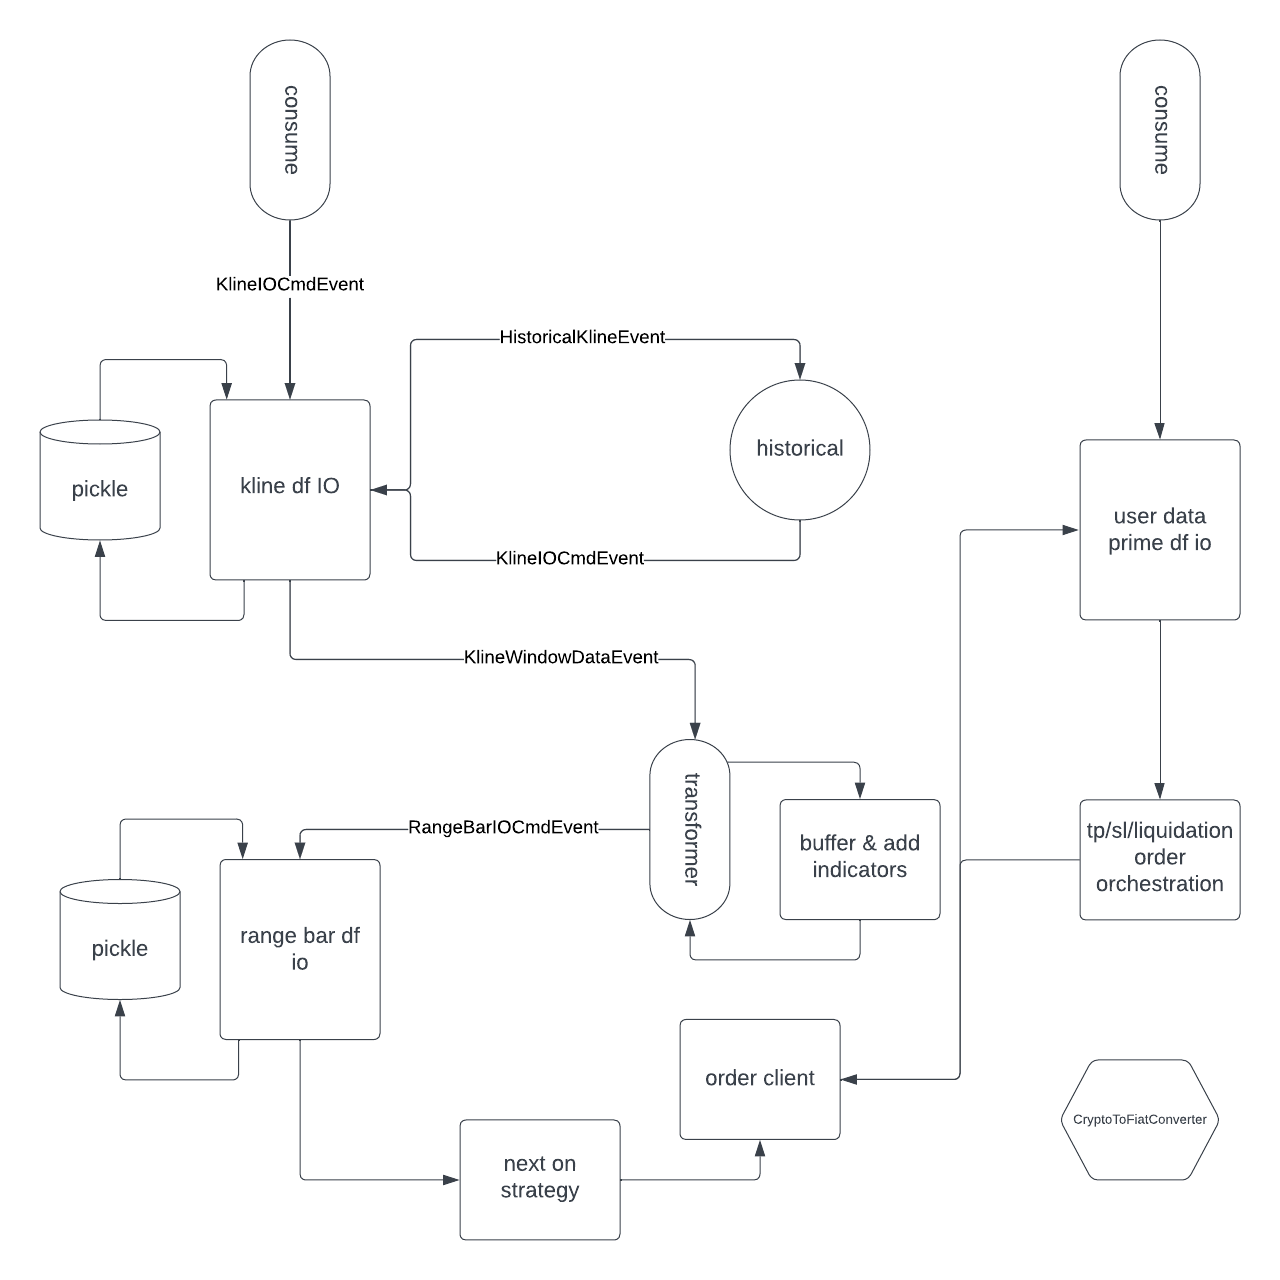 consume
consume
KlineIOCmdEvent
HistoricalKlineEvent
historical
pickle
kline df IO
user data
prime df io
KlineIOCmdEvent
KlineWindowDataEvent
transformer
RangeBarIOCmdEvent
buffer & add
indicators
tp/sl/liquidation
order
orchestration
pickle
range bar df
io
order client
CryptoToFiatConverter
next on
strategy